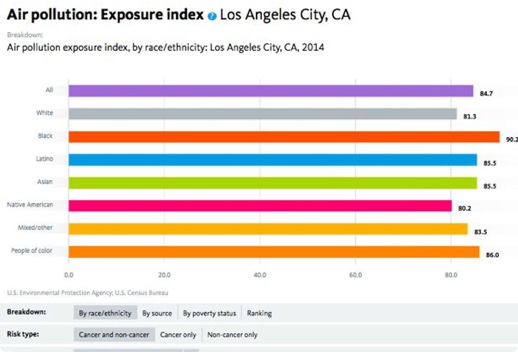 Air pollution: Exposure index ? Los Angeles City, CA
Breakdown:
Air pollution exposure index, by race/ethnicity: Los Angeles City, CA, 2014
All 84.7
White 81.3
Black 90.2
Latino 85.5
Asian 85.5
Native American 80.2
Mixed/other 83.5
People of color 86.0
0.0 20.0 40.0 60.0 80.0
U.S. Environmental Protection Agency; U.S. Census Bureau
Breakdown: By race/ethnicity By source By poverty status Ranking
Risk type: Cancer and non-cancer Cancer only Non-cancer only